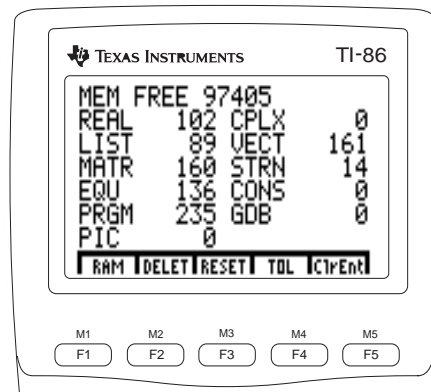 TEXAS INSTRUMENTS TI-86
MEM FREE 97405
REAL 102 CPLX 0
LIST 89 VECT 161
MATR 160 STRN 14
EQU 136 CONS 0
PRGM 235 GDB 0
PIC 0
RAM DELET RESET TOL ClrEnt
M1 M2 M3 M4 M5
F1 F2 F3 F4 F5